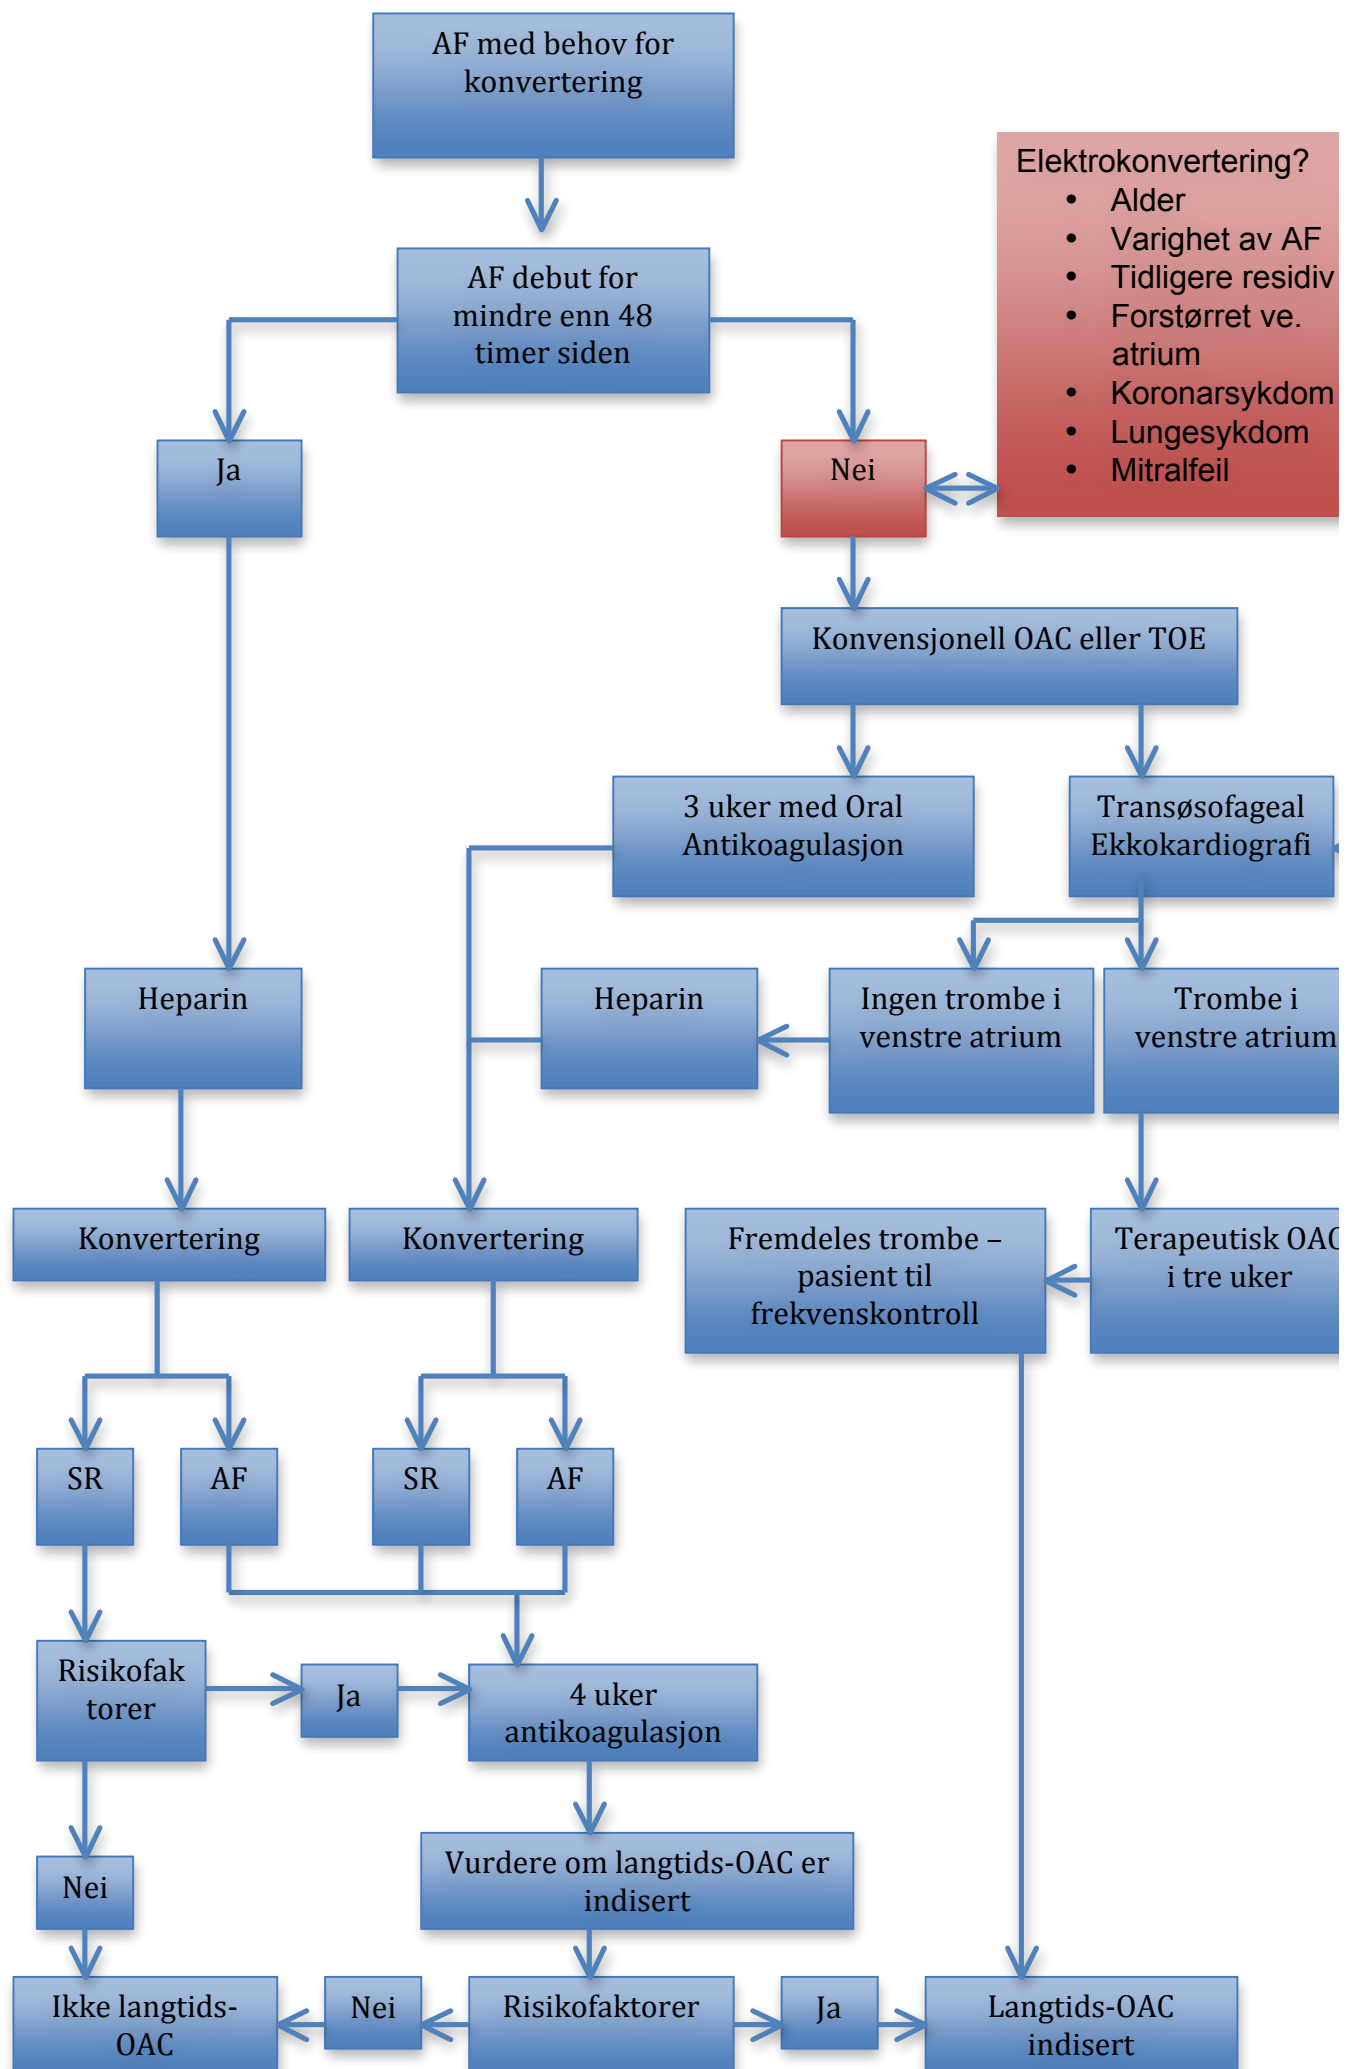 AF med behov for
konvertering
Elektrokonvertering?
• Alder
• Varighet av AF
• Tidligere residiv
• Forstørret ve.
atrium
• Koronarsykdom
• Lungesykdom
• Mitralfeil
AF debut for
mindre enn 48
timer siden
Ja
Nei
Konvensjonell OAC eller TOE
3 uker med Oral
Antikoagulasjon
Transøsofageal
Ekkokardiografi
Heparin
Heparin
Ingen trombe i
venstre atrium
Trombe i
venstre atrium
Konvertering
Konvertering
Fremdeles trombe –
pasient til
frekvenskontroll
Terapeutisk OAC
i tre uker
SR
AF
SR
AF
Risikofak
torer
Ja
4 uker
antikoagulasjon
Nei
Vurdere om langtids-OAC er
indisert
Ikke langtids-
OAC
Nei
Risikofaktorer
Ja
Langtids-OAC
indisert